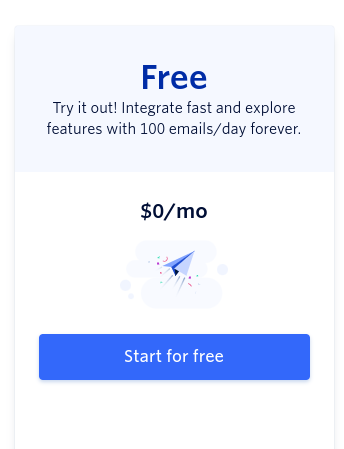 Free
Try it out! Integrate fast and explore
features with 100 emails/day forever.
$0/mo
Start for free